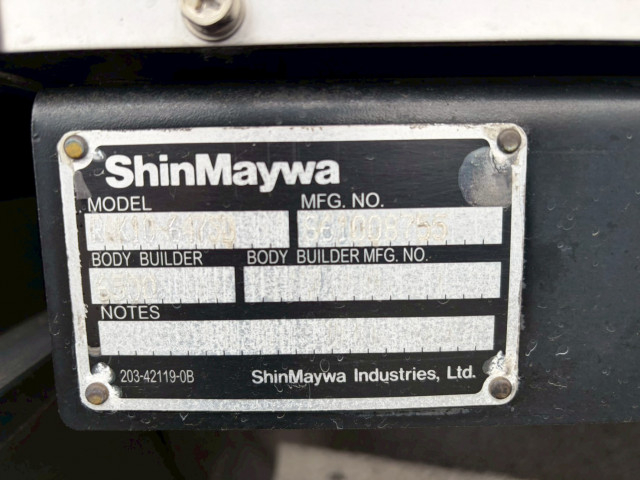 ShinMaywa
MODEL MFG. NO.
BODY BUILDER BODY BUILDER MFG. NO.
NOTES
203-42119-0B ShinMaywa Industries, Ltd.